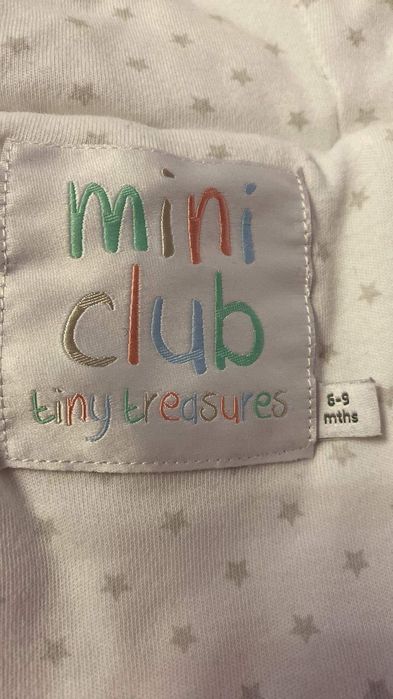 mini
club
tiny treasures
6-9
mths